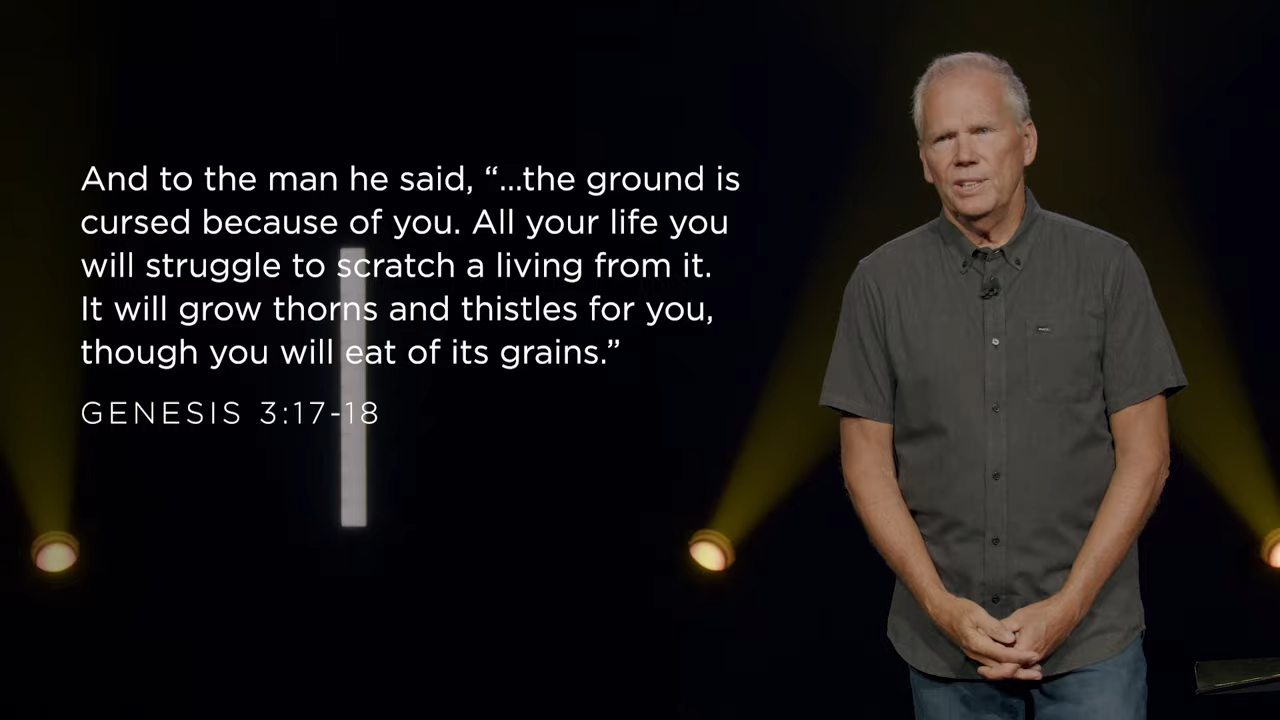 And to the man he said, “...the ground is
cursed because of you. All your life you
will struggle to scratch a living from it.
It will grow thorns and thistles for you,
though you will eat of its grains.”
GENESIS 3:17-18